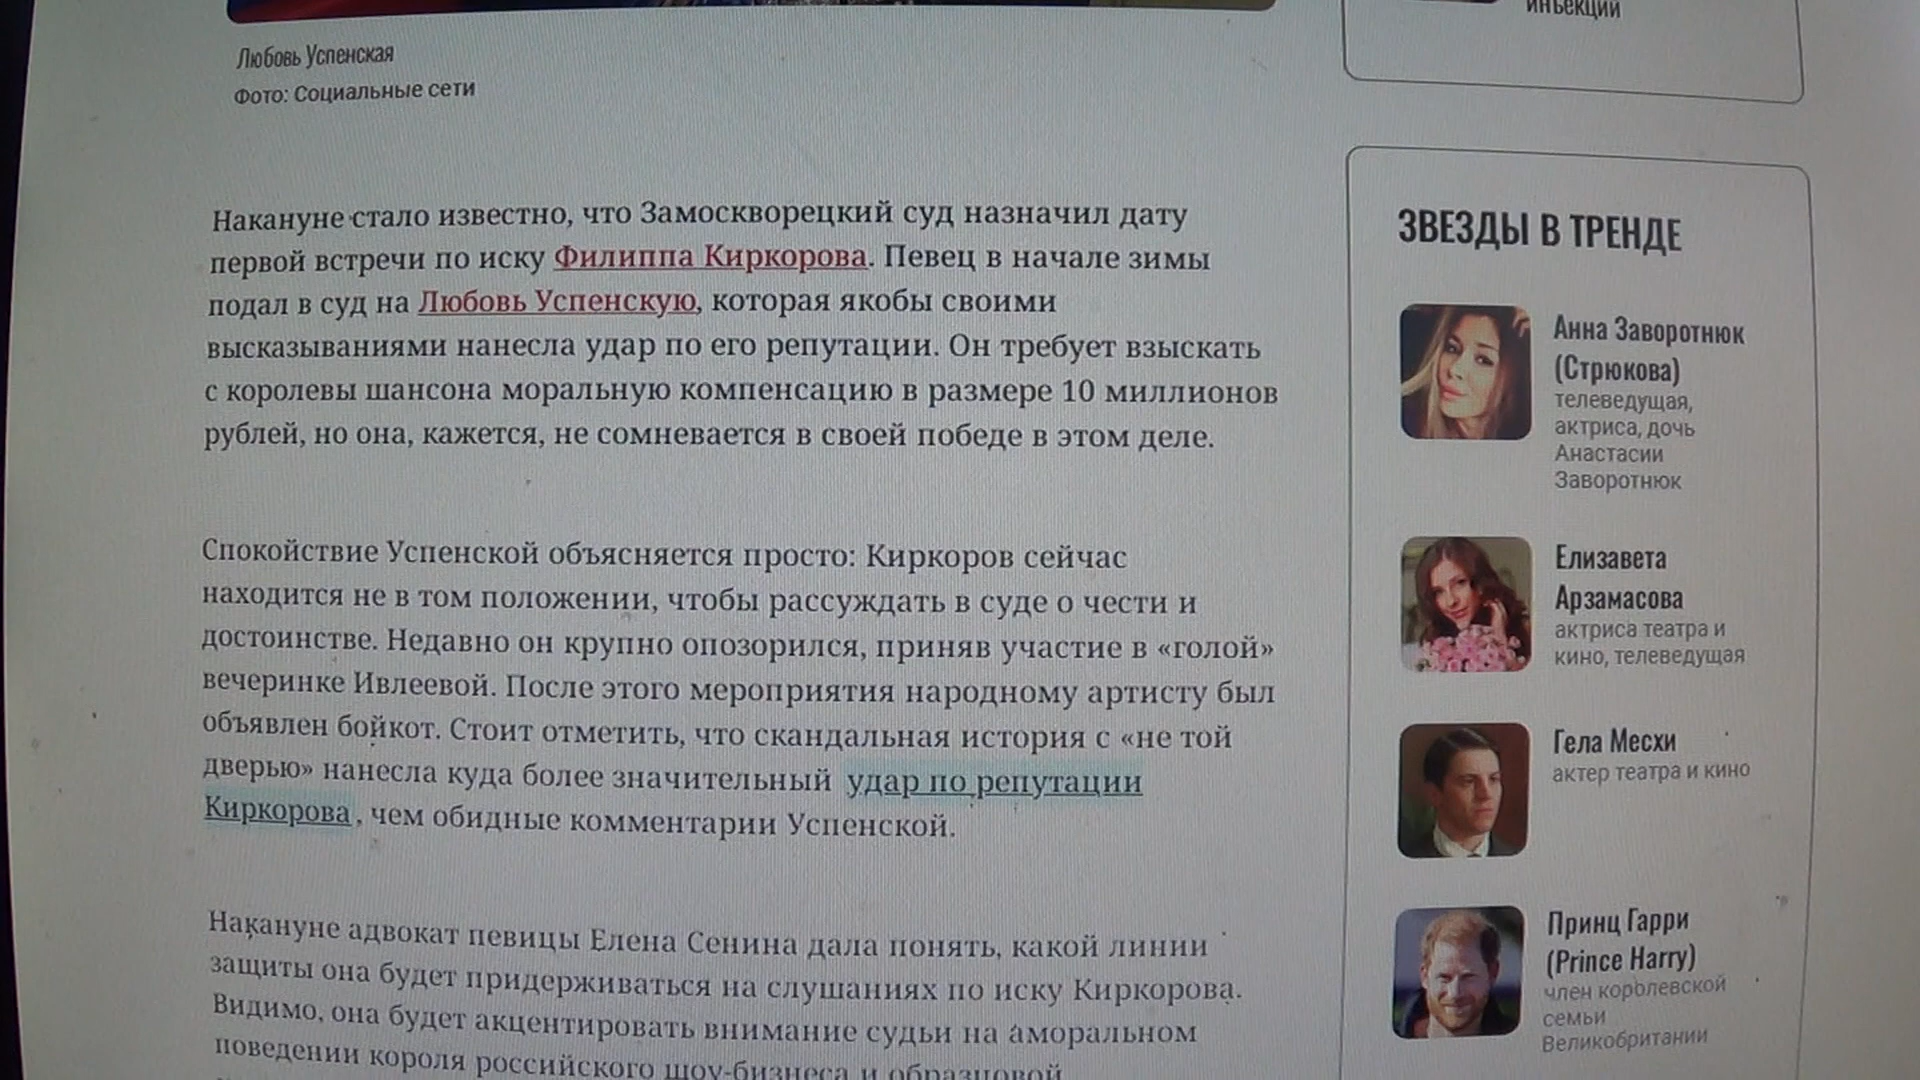 инъекции
Любовь Успенская
Фото: Социальные сети
Накануне стало известно, что Замоскворецкий суд назначил дату
первой встречи по иску Филиппа Киркорова. Певец в начале зимы
подал в суд на Любовь Успенскую, которая якобы своими
высказываниями нанесла удар по его репутации. Он требует взыскать
с королевы шансона моральную компенсацию в размере 10 миллионов
рублей, но она, кажется, не сомневается в своей победе в этом деле.
Спокойствие Успенской объясняется просто: Киркоров сейчас
находится не в том положении, чтобы рассуждать в суде о чести и
достоинстве. Недавно он крупно опозорился, приняв участие в «голой»
вечеринке Ивлеевой. После этого мероприятия народному артисту был
объявлен бойкот. Стоит отметить, что скандальная история с «не той
дверью» нанесла куда более значительный удар по репутации
Киркорова, чем обидные комментарии Успенской.
Накануне адвокат певицы Елена Сенина дала понять, какой линии
защиты она будет придерживаться на слушаниях по иску Киркорова.
Видимо, она будет акцентировать внимание судьи на аморальном
поведении короля российского шоу-бизнеса и образцовой
ЗВЕЗДЫ В ТРЕНДЕ
Анна Заворотнюк
(Стрюкова)
телеведущая,
актриса, дочь
Анастасии
Заворотнюк
Елизавета
Арзамасова
актриса театра и
кино, телеведущая
Гела Месхи
актер театра и кино
Принц Гарри
(Prince Harry)
член королевской
семьи
Великобритании